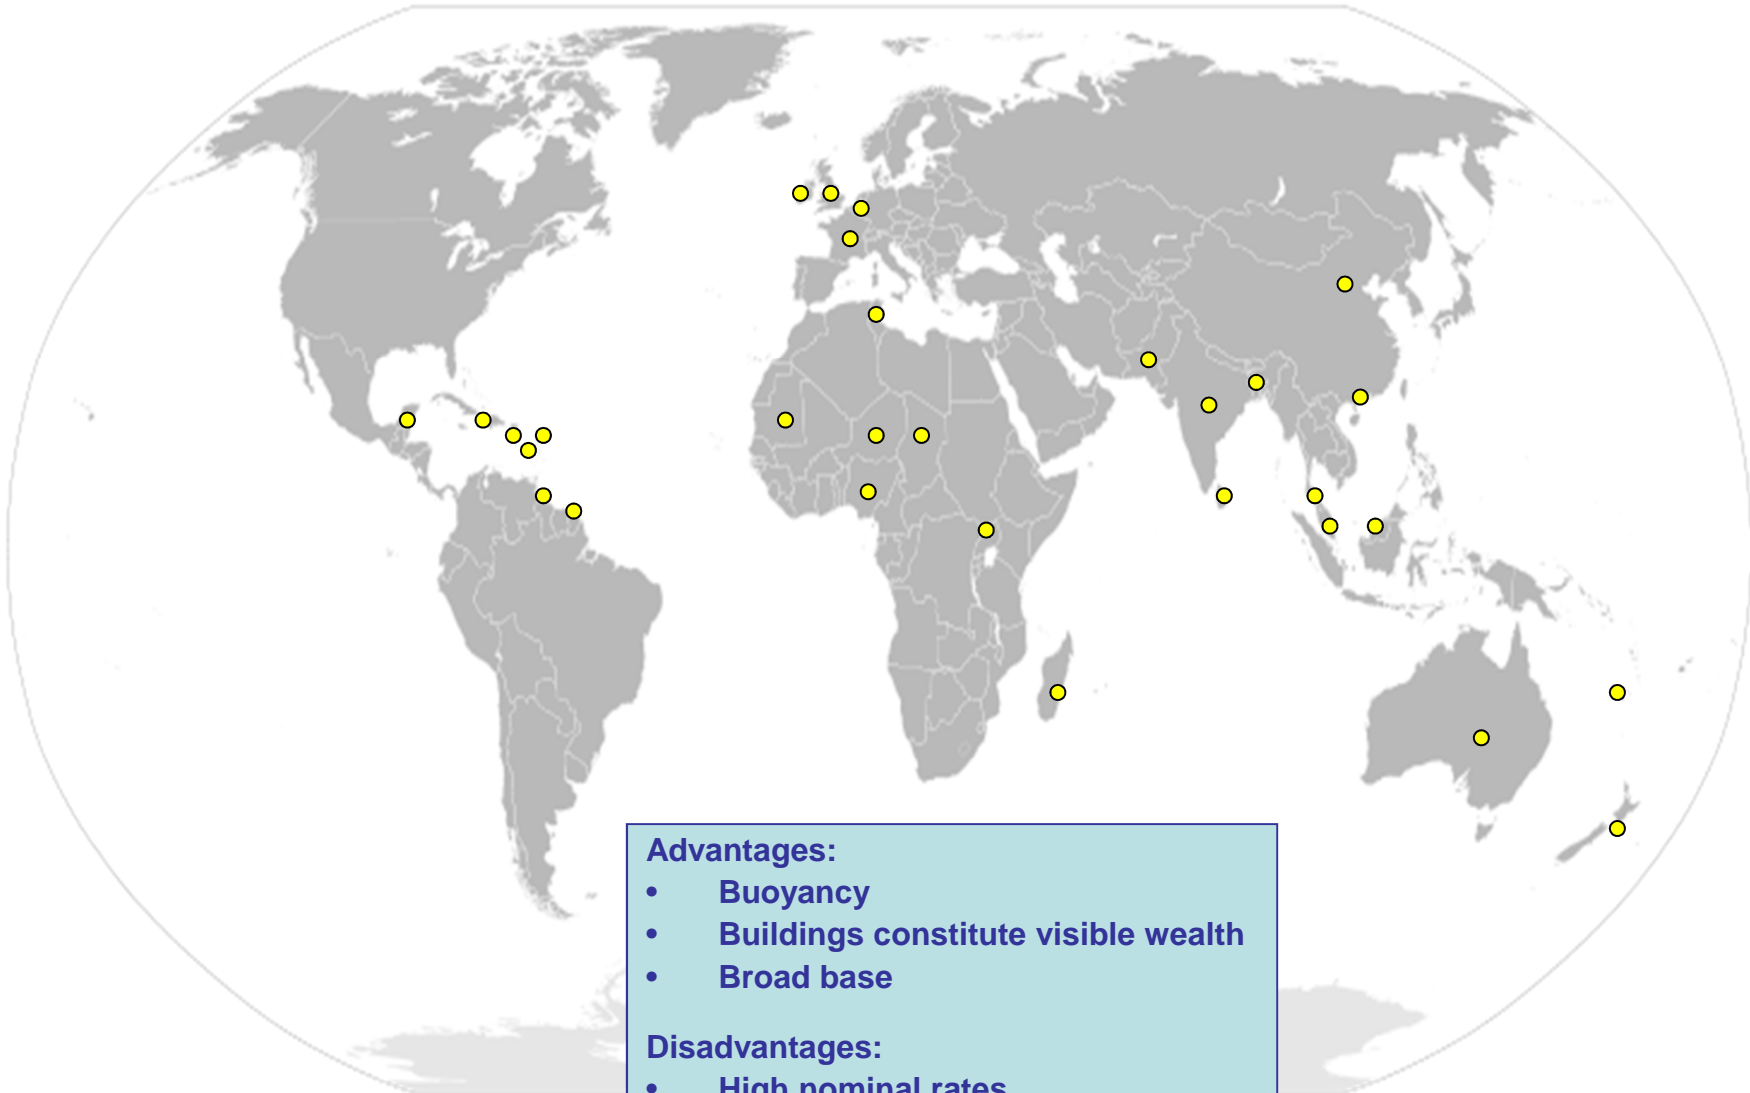 Advantages:
• Buoyancy
• Buildings constitute visible wealth
• Broad base
Disadvantages:
• High nominal rates